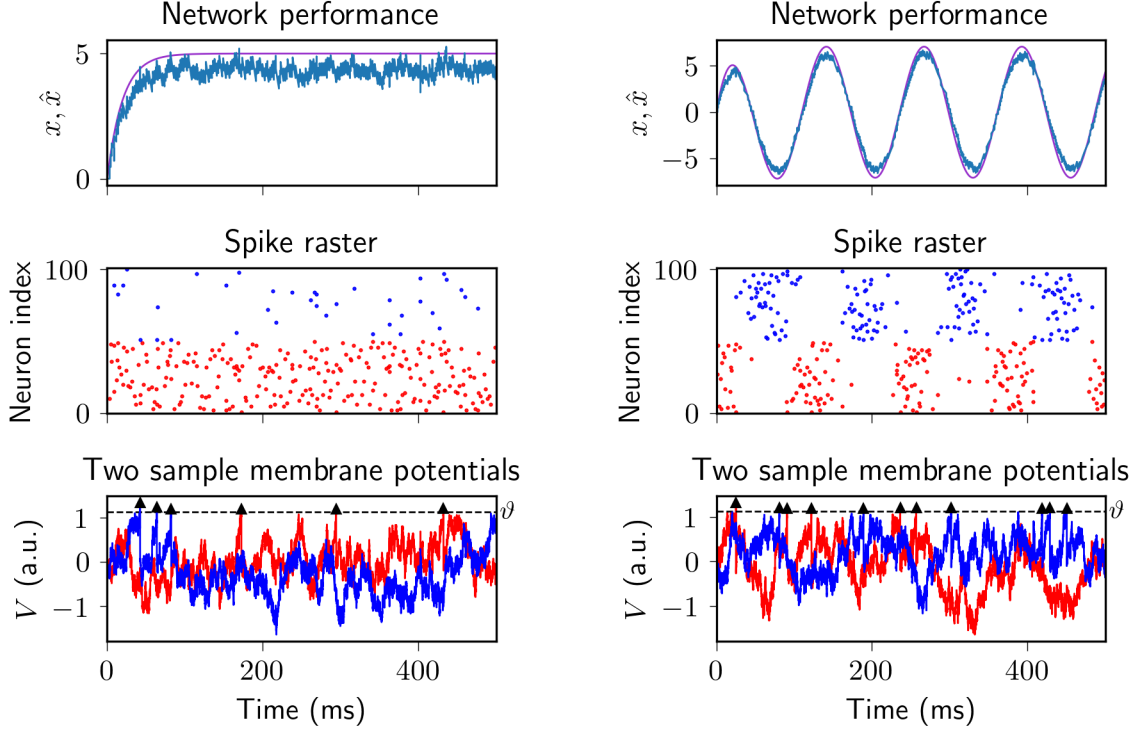 Network performance
x, x̂
5
0
Spike raster
Neuron index
100
0
Two sample membrane potentials
V (a.u.)
1
0
−1
ϑ
0
200
400
Time (ms)
Network performance
x, x̂
5
0
−5
Spike raster
Neuron index
100
0
Two sample membrane potentials
V (a.u.)
1
0
−1
ϑ
0
200
400
Time (ms)